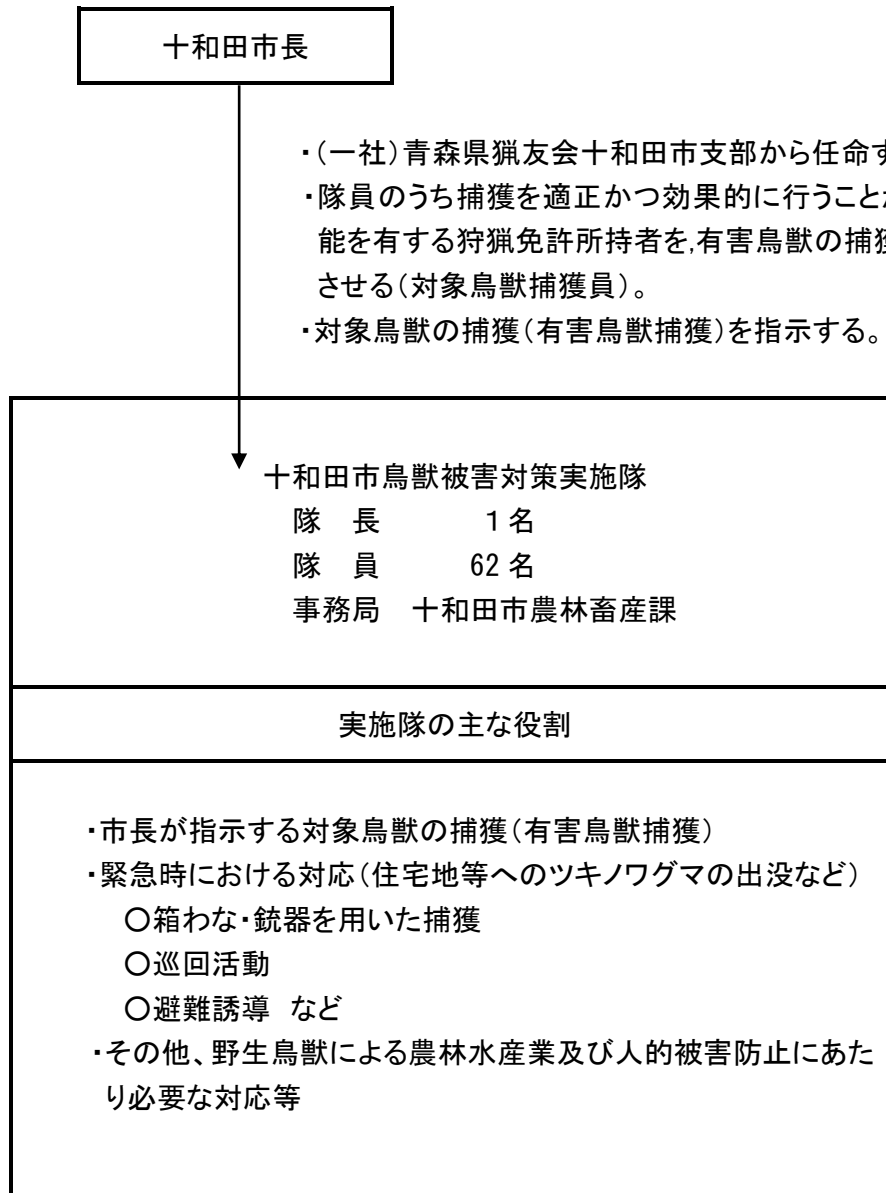 十和田市長
・（一社）青森県猟友会十和田市支部から任命す
・隊員のうち捕獲を適正かつ効果的に行うこと
能を有する狩猟免許所持者を,有害鳥獣の捕獲
させる（対象鳥獣捕獲員）。
・対象鳥獣の捕獲（有害鳥獣捕獲）を指示する。
十和田市鳥獣被害対策実施隊
隊　長　　　1名
隊　員　　　62名
事務局　十和田市農林畜産課
実施隊の主な役割
・市長が指示する対象鳥獣の捕獲（有害鳥獣捕獲）
・緊急時における対応（住宅地等へのツキノワグマの出没など）
〇箱わな・銃器を用いた捕獲
〇巡回活動
〇避難誘導　など
・その他、野生鳥獣による農林水産業及び人的被害防止にあた
り必要な対応等